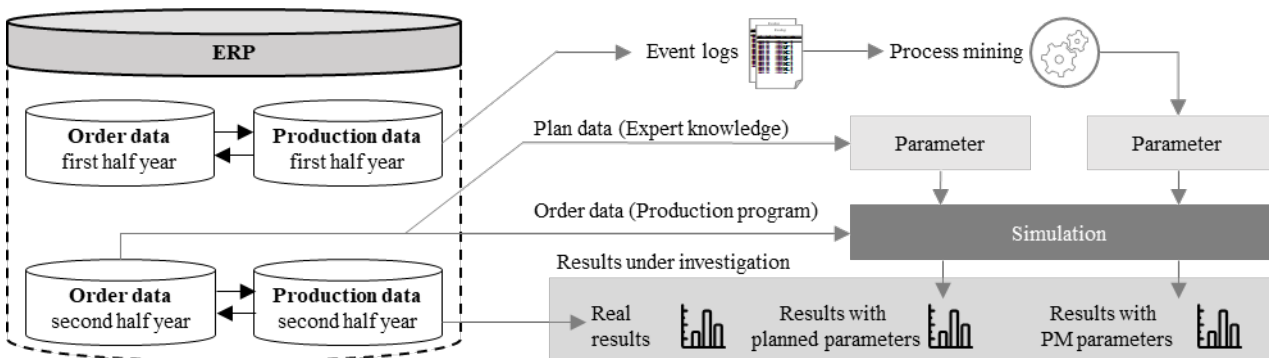 ERP
Order data
first half year
Production data
first half year
Event logs
Process mining
Plan data (Expert knowledge)
Parameter
Parameter
Order data (Production program)
Simulation
Order data
second half year
Production data
second half year
Results under investigation
Real
results
Results with
planned parameters
Results with
PM parameters